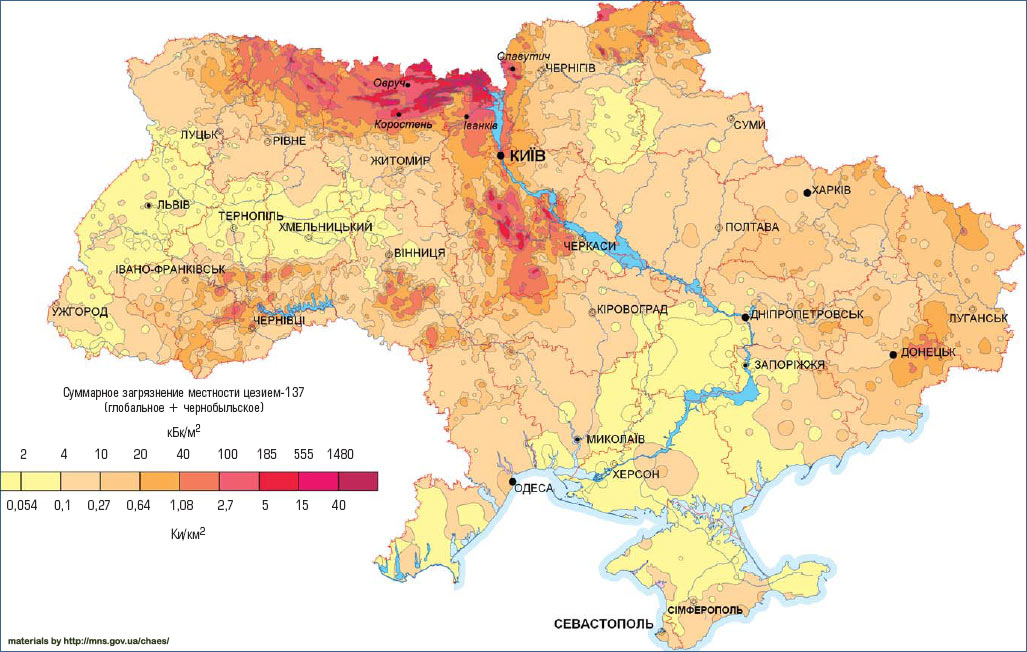 Славутич
ЧЕРНІГІВ
Овруч
Коростень
Іванків
СУМИ
ЛУЦЬК
РІВНЕ
ЖИТОМИР
КИЇВ
ХАРКІВ
ЛЬВІВ
ТЕРНОПІЛЬ
ХМЕЛЬНИЦЬКИЙ
ПОЛТАВА
ЧЕРКАСИ
ВІННИЦЯ
ІВАНО-ФРАНКІВСЬК
УЖГОРОД
ЧЕРНІВЦІ
КІРОВОГРАД
ДНІПРОПЕТРОВСЬК
ЛУГАНСЬК
ДОНЕЦЬК
ЗАПОРІЖЖЯ
Суммарное загрязнение местности цезием-137
(глобальное + чернобыльское)
кБк/м2
2 4 10 20 40 100 185 555 1480
0,054 0,1 0,27 0,64 1,08 2,7 5 15 40
Ки/км2
МИКОЛАЇВ
ХЕРСОН
ОДЕСА
СІМФЕРОПОЛЬ
СЕВАСТОПОЛЬ
materials by http://mns.gov.ua/chaes/